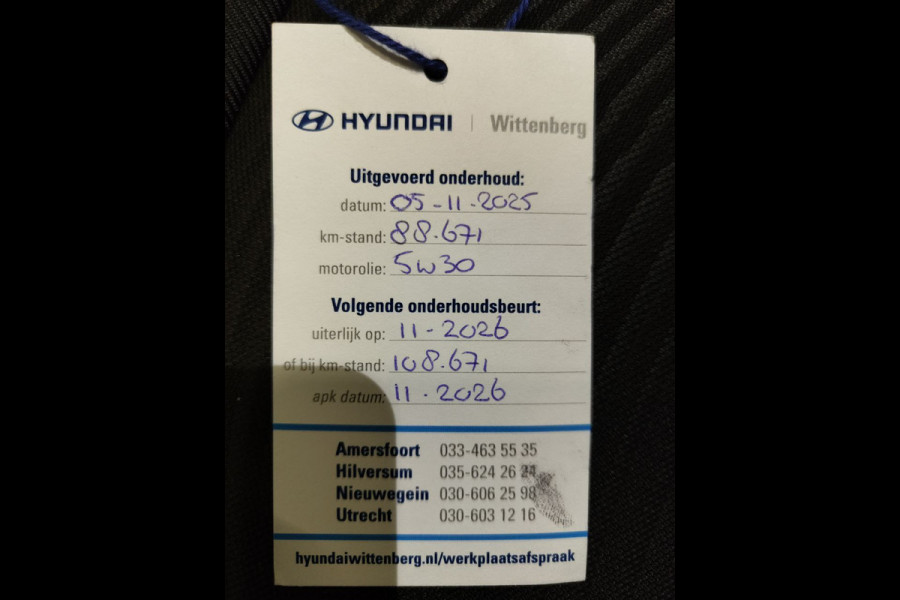 HYUNDAI | Wittenberg
Uitgevoerd onderhoud:
datum: 05-11-2025
km-stand: 88.671
motorolie: 5W30
Volgende onderhoudsbeurt:
uiterlijk op: 11-2026
of bij km-stand: 108.671
apk datum: 11.2026
Amersfoort 033-463 55 35
Hilversum 035-624 26 24
Nieuwegein 030-606 25 98
Utrecht 030-603 12 16
hyundaiwittenberg.nl/werkplaatsafspraak